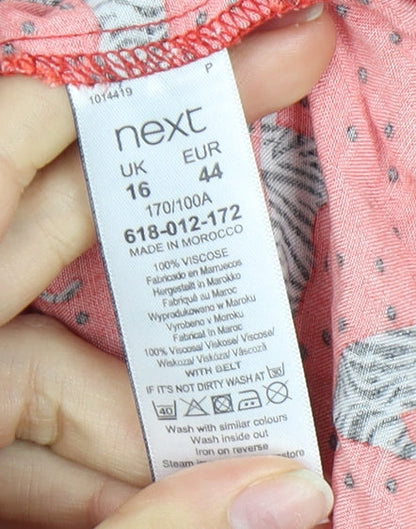 P
1014419
next
UK EUR
16 44
170/100A
618-012-172
MADE IN MOROCCO
100% VISCOSE
Fabricado en Marruecos
Hergestellt in Marokko
Fabriqué au Maroc
Wyprodukowano w Maroku
Vyrobeno v Maroku
Fabricat în Maroc
100% Viscosa/ Viskose/ Viscose/
Wiskoza/ Viskóza/ Vâscoză
WITH BELT
IF IT'S NOT DIRTY WASH AT 30
40
Wash with similar colours
Wash inside out
Iron on reverse
Steam